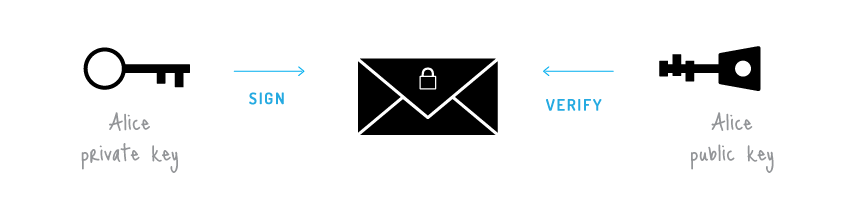 SIGN
VERIFY
Alice
private key
Alice
public key